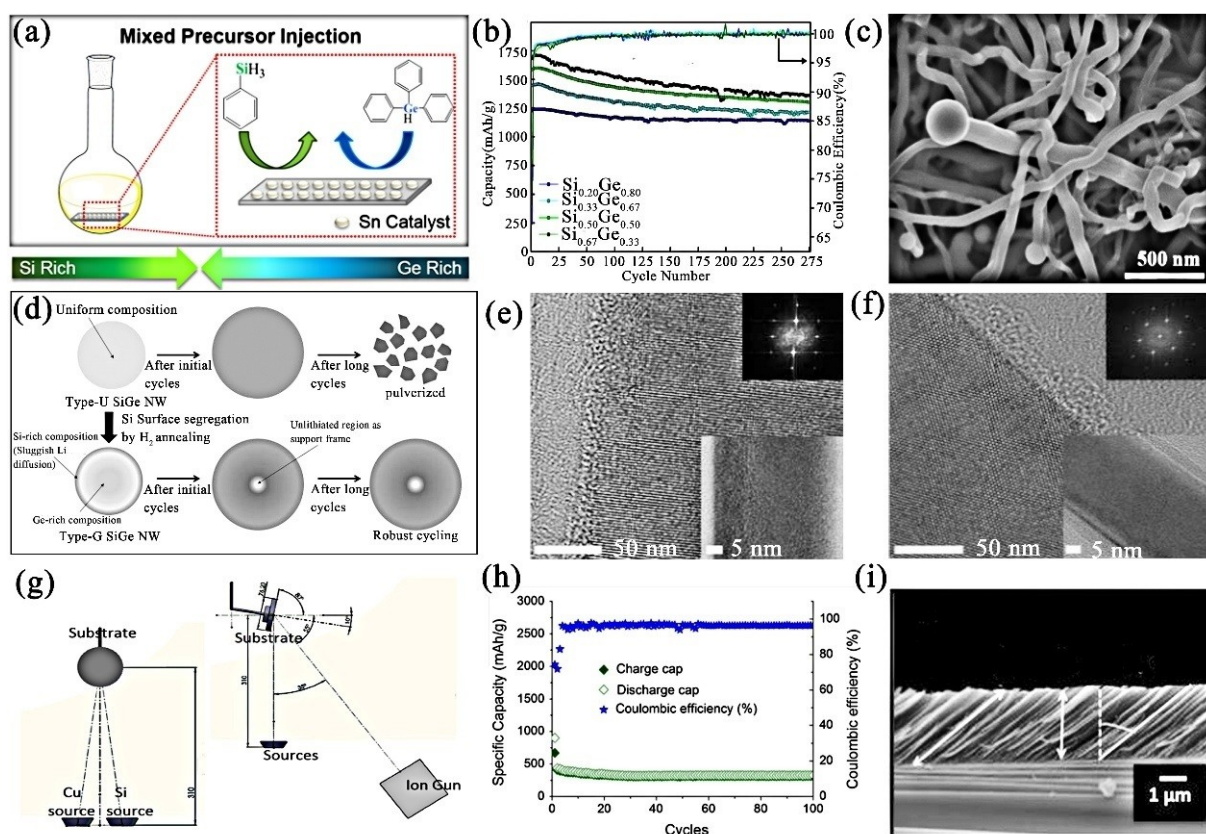 (a)
Mixed Precursor Injection
SiH3
Ge
H
Sn Catalyst
Si Rich
Ge Rich
(b)
Capacity (mAh/g)
1750
1500
1250
1000
750
500
250
0
0 25 50 75 100 125 150 175 200 225 250 275
Cycle Number
100
95
90
85
80
75
70
65
Coulombic Efficiency(%)
Si0.20Ge0.80
Si0.33Ge0.67
Si0.50Ge0.50
Si0.67Ge0.33
(c)
500 nm
(d)
Uniform composition
After initial
cycles
After long
cycles
pulverized
Type-U SiGe NW
Si Surface segregation
by H2 annealing
Si-rich composition
(Sluggish Li
diffusion)
Unlithiated region as
support frame
After initial
cycles
After long
cycles
Ge-rich composition
Type-G SiGe NW
Robust cycling
(e)
50 nm
5 nm
(f)
50 nm
5 nm
(g)
Substrate
Cu
source
Si
source
310
Substrate
87°
310
Sources
Ion Gun
(h)
Specific Capacity (mAh/g)
3000
2500
2000
1500
1000
500
0
0 20 40 60 80 100
Cycles
100
80
60
40
20
0
Coulombic efficiency (%)
Charge cap
Discharge cap
Coulombic efficiency (%)
(i)
1 µm